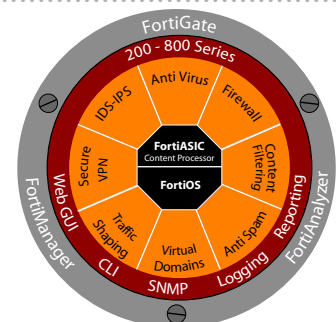 FortiGate
200 - 800 Series
Anti Virus
Firewall
Content
Filtering
Anti Spam
Virtual
Domains
Traffic
Shaping
Secure
VPN
IDS-IPS
FortiASIC
Content Processor
FortiOS
Web GUI
CLI
SNMP
Logging
Reporting
FortiManager
FortiAnalyzer